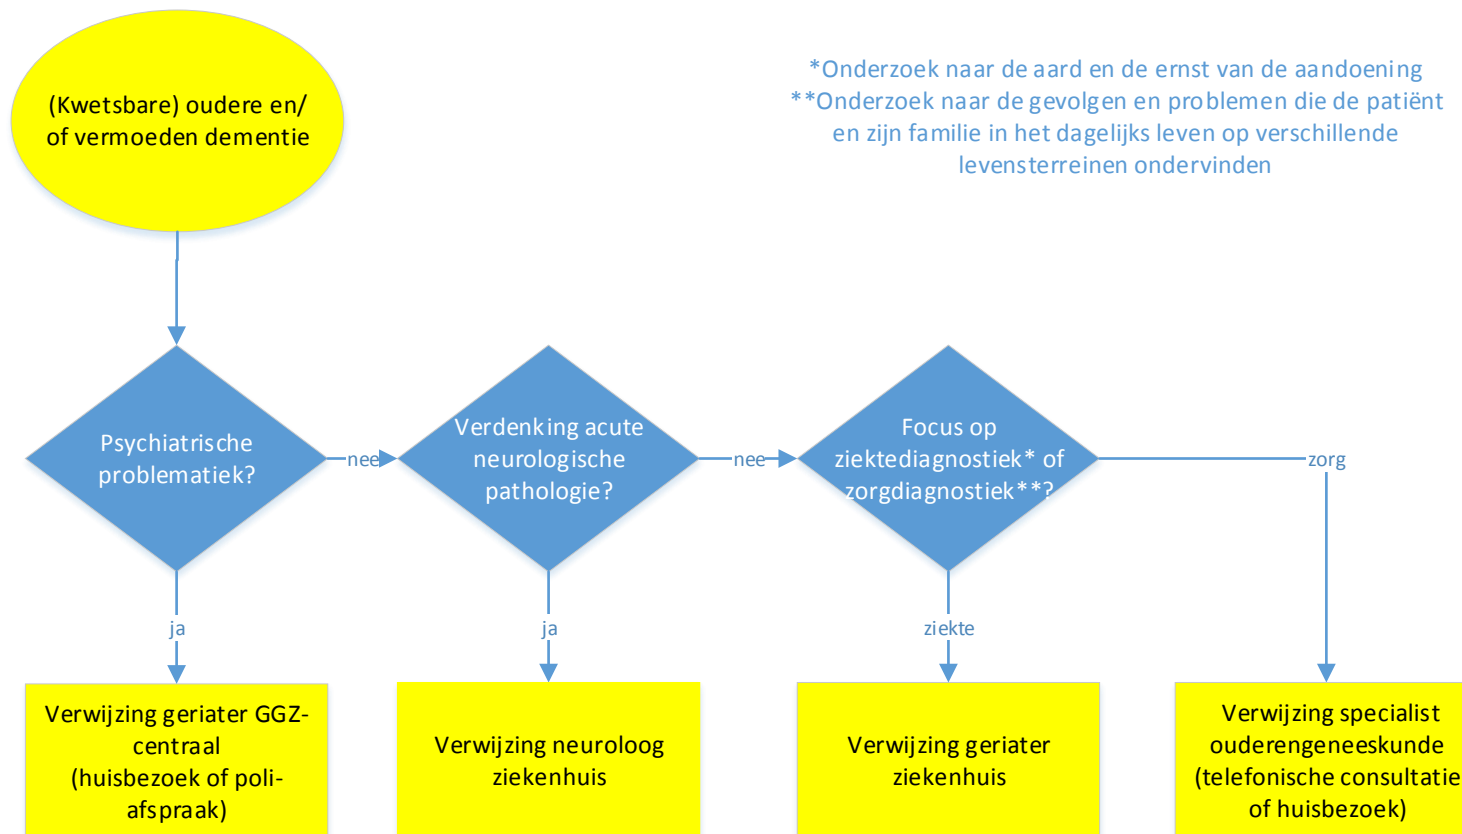 (Kwetsbare) oudere en/
of vermoeden dementie
*Onderzoek naar de aard en de ernst van de aandoening
**Onderzoek naar de gevolgen en problemen die de patiënt
en zijn familie in het dagelijks leven op verschillende
levensterreinen ondervinden
Psychiatrische
problematiek?
nee
Verdenking acute
neurologische
pathologie?
nee
Focus op
ziektediagnostiek* of
zorgdiagnostiek**?
zorg
ja
ja
ziekte
Verwijzing geriater GGZ-
centraal
(huisbezoek of poli-
afspraak)
Verwijzing neuroloog
ziekenhuis
Verwijzing geriater
ziekenhuis
Verwijzing specialist
ouderengeneeskunde
(telefonische consultatie
of huisbezoek)